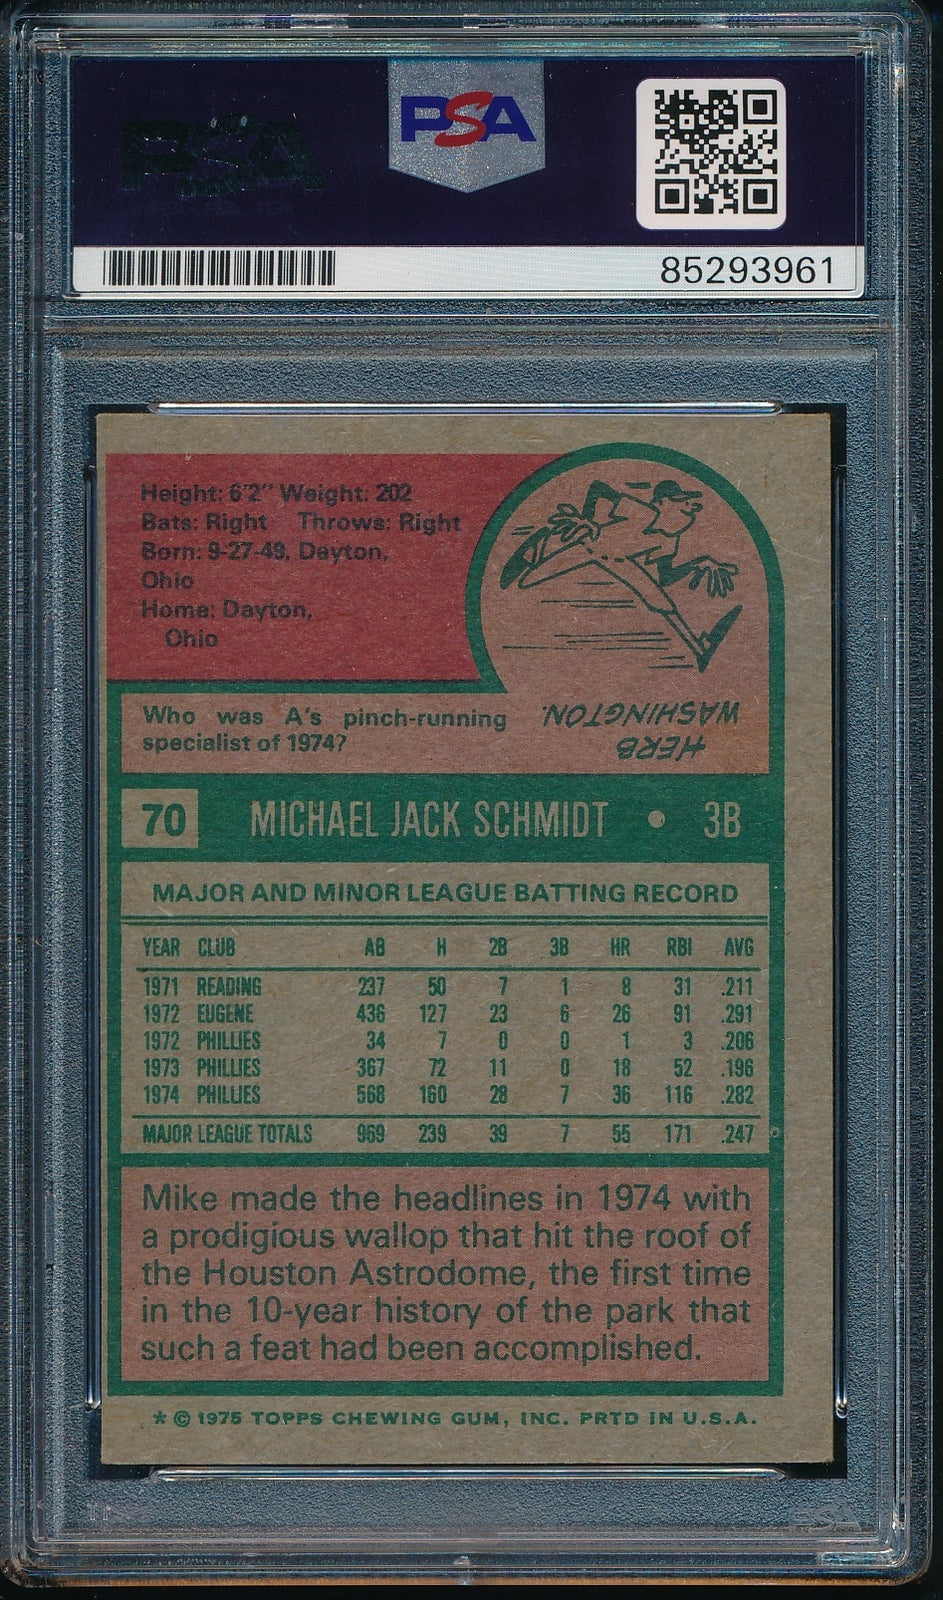 PSA
PSA
85293961
Height: 6'2" Weight: 202
Bats: Right Throws: Right
Born: 9-27-49, Dayton,
Ohio
Home: Dayton,
Ohio
Who was A's pinch-running
specialist of 1974?
HERB
WASHINGTON.
70 MICHAEL JACK SCHMIDT • 3B
MAJOR AND MINOR LEAGUE BATTING RECORD
YEAR CLUB AB H 2B 3B HR RBI AVG
1971 READING 237 50 7 1 8 31 .211
1972 EUGENE 436 127 23 6 26 91 .291
1972 PHILLIES 34 7 0 0 1 3 .206
1973 PHILLIES 367 72 11 0 18 52 .196
1974 PHILLIES 568 160 28 7 36 116 .282
MAJOR LEAGUE TOTALS 969 239 39 7 55 171 .247
Mike made the headlines in 1974 with
a prodigious wallop that hit the roof of
the Houston Astrodome, the first time
in the 10-year history of the park that
such a feat had been accomplished.
* © 1975 TOPPS CHEWING GUM, INC. PRTD IN U.S.A.
PSA